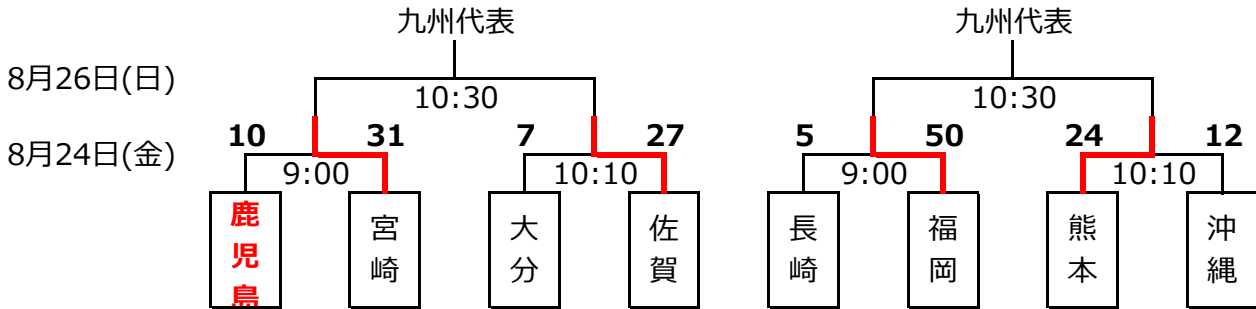 九州代表 九州代表
8月26日(日)
10:30 10:30
10 31 7 27 5 50 24 12
8月24日(金)
9:00 10:10 9:00 10:10
鹿児島 宮崎 大分 佐賀 長崎 福岡 熊本 沖縄